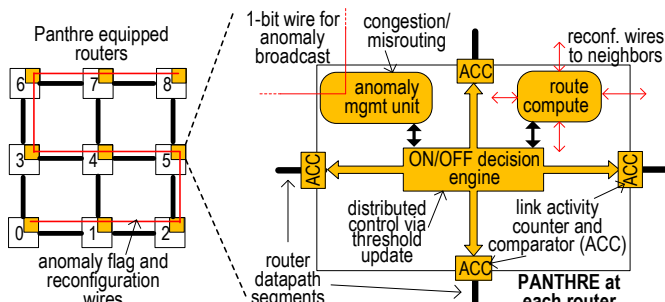 Panthre equipped
routers
6
7
8
3
4
5
0
1
2
anomaly flag and
reconfiguration
wires
1-bit wire for
anomaly
broadcast
congestion/
misrouting
reconf. wires
to neighbors
ACC
anomaly
mgmt unit
route
compute
ACC
ON/OFF decision
engine
ACC
distributed
control via
threshold
update
link activity
counter and
comparator (ACC)
router
datapath
segments
ACC
PANTHRE at
each router